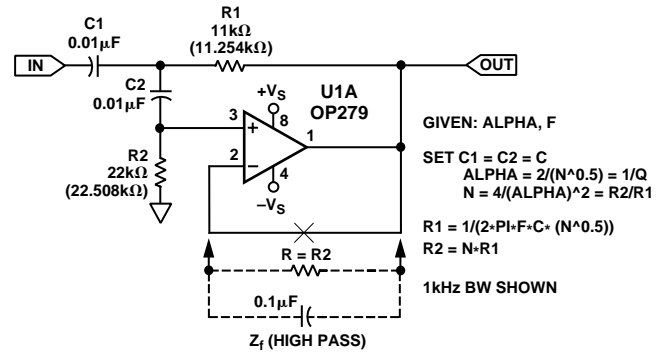 C1
0.01µF
R1
11kΩ
(11.254kΩ)
IN
OUT
C2
0.01µF
+VS
U1A
OP279
3
+
8
1
2
−
4
−VS
R2
22kΩ
(22.508kΩ)
R = R2
0.1µF
Zf (HIGH PASS)
GIVEN: ALPHA, F
SET C1 = C2 = C
ALPHA = 2/(N^0.5) = 1/Q
N = 4/(ALPHA)^2 = R2/R1
R1 = 1/(2*PI*F*C* (N^0.5))
R2 = N*R1
1kHz BW SHOWN